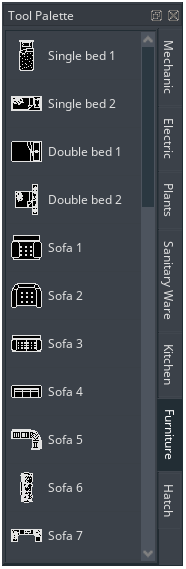 Tool Palette
Single bed 1
Single bed 2
Double bed 1
Double bed 2
Sofa 1
Sofa 2
Sofa 3
Sofa 4
Sofa 5
Sofa 6
Sofa 7
Mechanic
Electric
Plants
Sanitary Ware
Kitchen
Furniture
Hatch